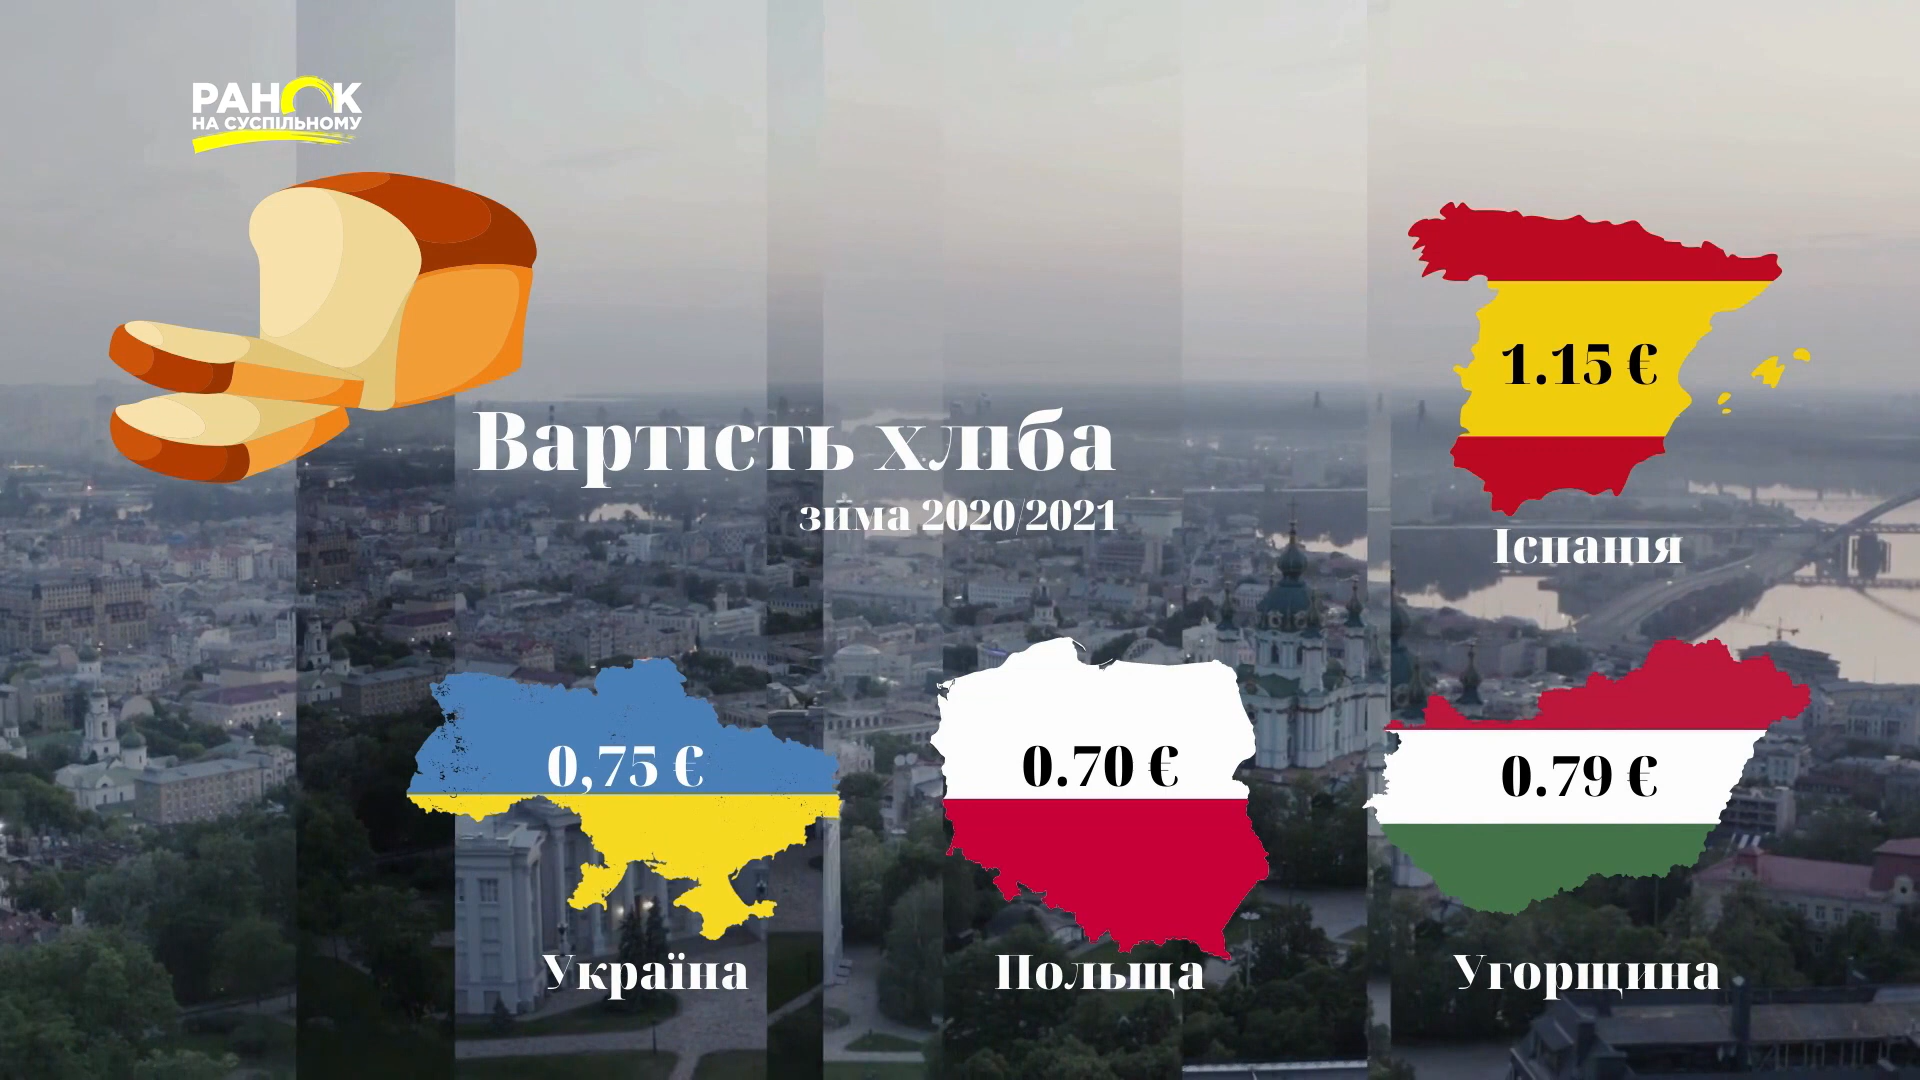 РАНОК
НА СУСПІЛЬНОМУ
Вартість хліба
зима 2020/2021
1.15 €
Іспанія
0,75 €
Україна
0.70 €
Польща
0.79 €
Угорщина